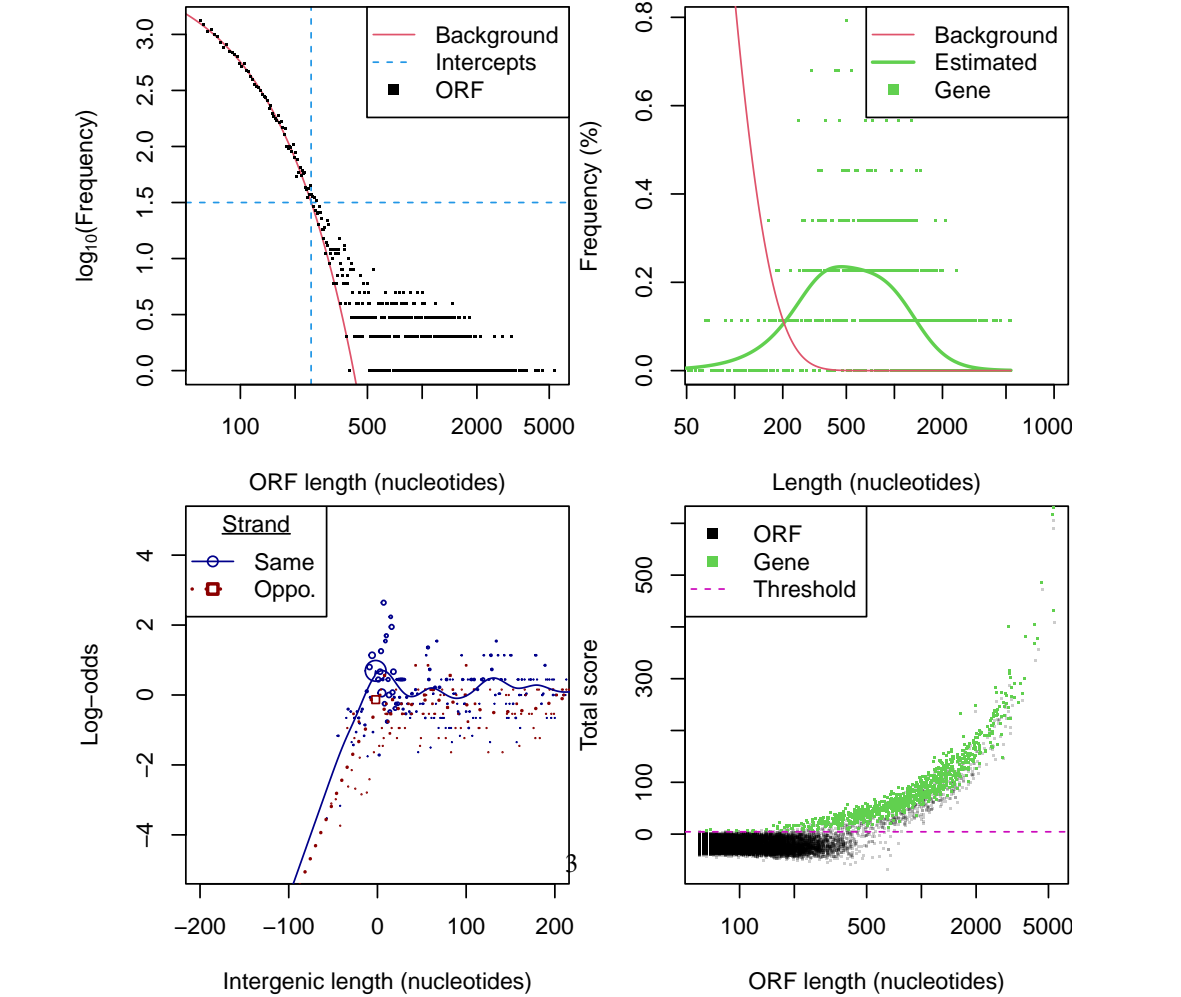 log10(Frequency)
0.0 0.5 1.0 1.5 2.0 2.5 3.0
Background
Intercepts
ORF
100 500 2000 5000
ORF length (nucleotides)
Frequency (%)
0.0 0.2 0.4 0.6 0.8
Background
Estimated
Gene
50 200 500 2000 1000
Length (nucleotides)
Log−odds
−4 −2 0 2 4
Strand
Same
Oppo.
3
−200 −100 0 100 200
Intergenic length (nucleotides)
Total score
0 100 300 500
ORF
Gene
Threshold
100 500 2000 5000
ORF length (nucleotides)